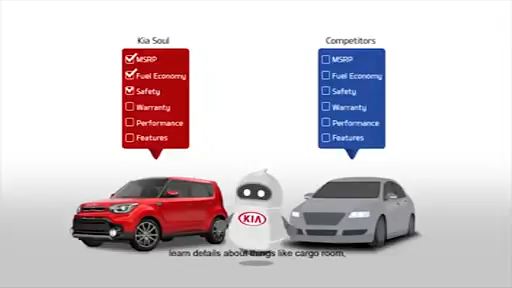 Kia Soul
MSRP
Fuel Economy
Safety
Warranty
Performance
Features
Competitors
MSRP
Fuel Economy
Safety
Warranty
Performance
Features
KIA
learn details about things like cargo room,